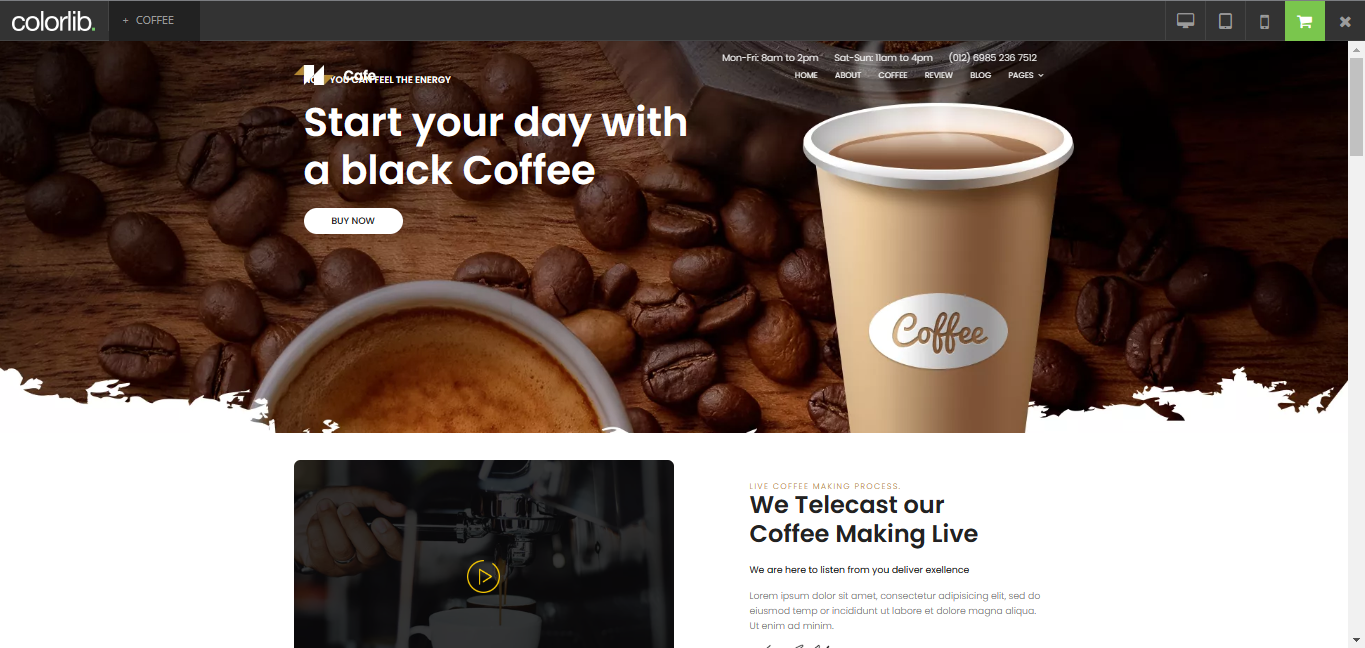 colorlib.
+ COFFEE
Mon-Fri: 8am to 2pm Sat-Sun: 11am to 4pm (012) 6985 236 7512
Cafe
HOME ABOUT COFFEE REVIEW BLOG PAGES
YOU CAN FEEL THE ENERGY
Start your day with
a black Coffee
BUY NOW
Coffee
LIVE COFFEE MAKING PROCESS.
We Telecast our
Coffee Making Live
We are here to listen from you deliver exellence
Lorem ipsum dolor sit amet, consectetur adipisicing elit, sed do
eiusmod temp or incididunt ut labore et dolore magna aliqua.
Ut enim ad minim.